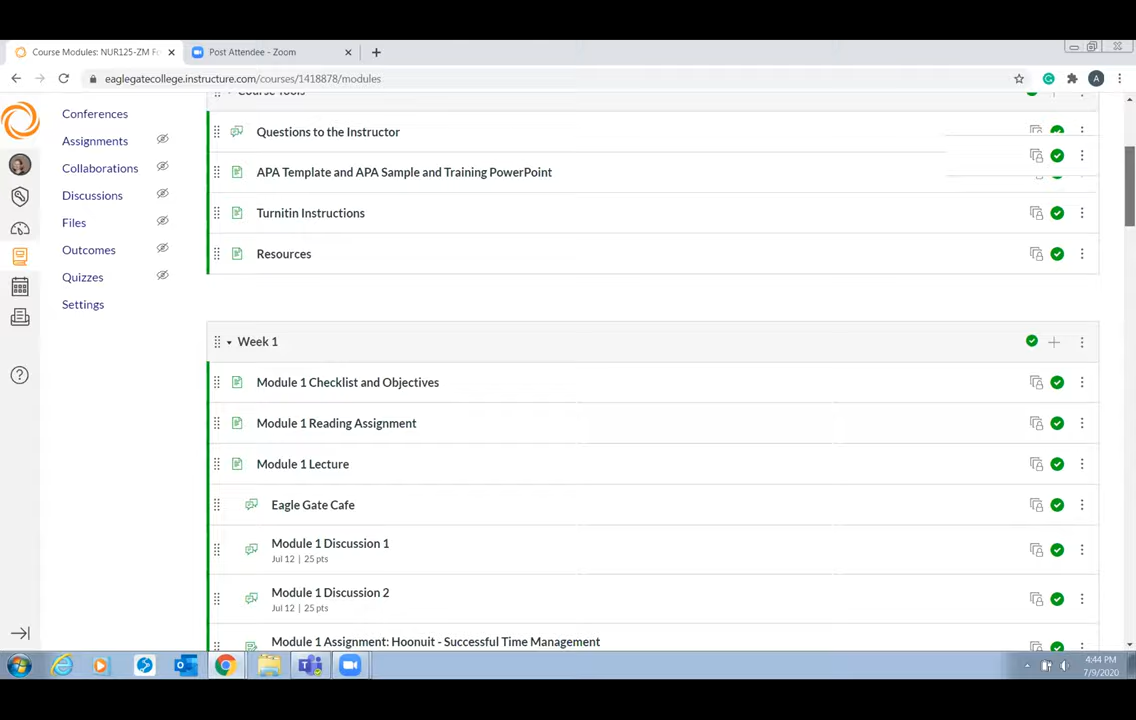 Course Modules: NUR125-ZM Fo
Post Attendee - Zoom
eaglegatecollege.instructure.com/courses/1418878/modules
A
Conferences
Assignments
Collaborations
Discussions
Files
Outcomes
Quizzes
Settings
Course Tools
Questions to the Instructor
APA Template and APA Sample and Training PowerPoint
Turnitin Instructions
Resources
Week 1
Module 1 Checklist and Objectives
Module 1 Reading Assignment
Module 1 Lecture
Eagle Gate Cafe
Module 1 Discussion 1
Jul 12 | 25 pts
Module 1 Discussion 2
Jul 12 | 25 pts
Module 1 Assignment: Hoonuit - Successful Time Management
4:44 PM
7/9/2020